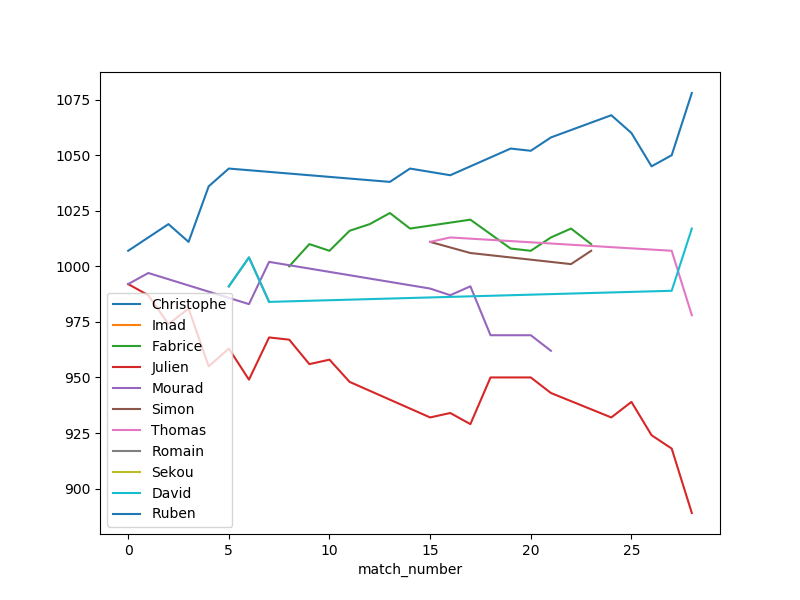 1075
1050
1025
1000
975
950
925
900
Christophe
Imad
Fabrice
Julien
Mourad
Simon
Thomas
Romain
Sekou
David
Ruben
0 5 10 15 20 25
match_number